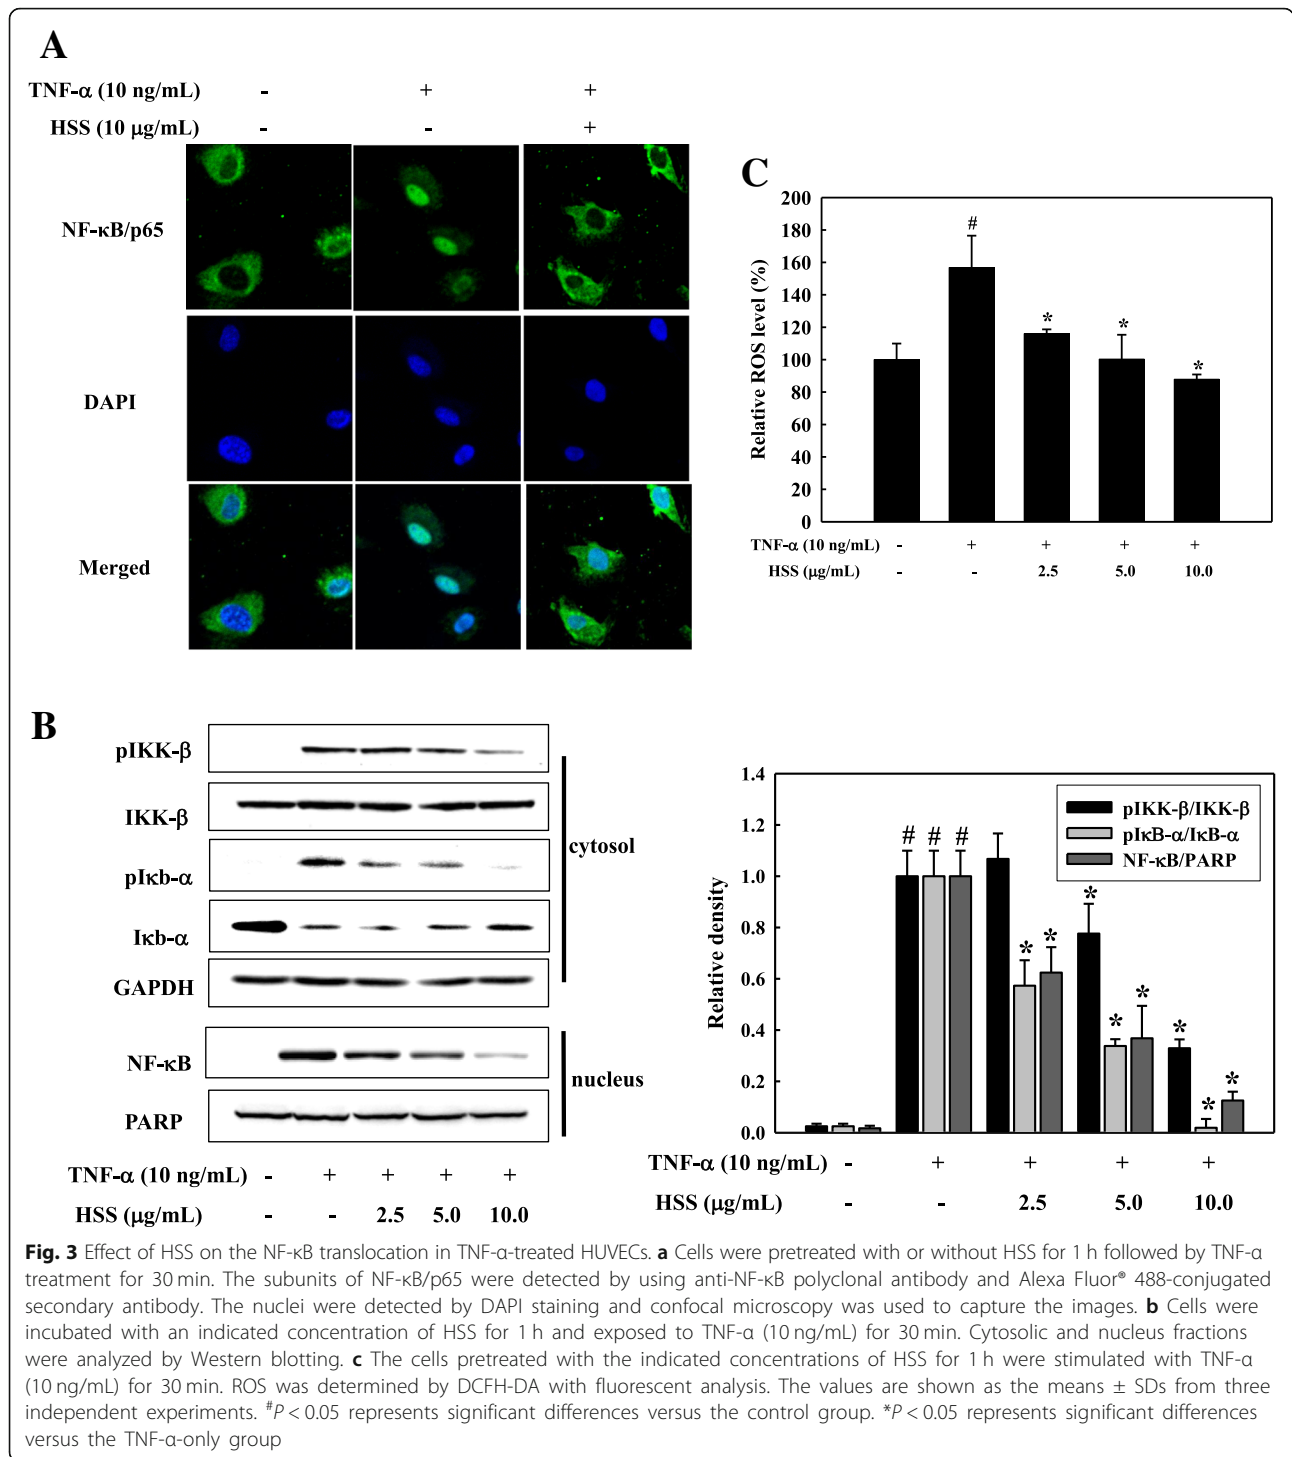 A
TNF-α (10 ng/mL) - + +
HSS (10 μg/mL) - - +
NF-κB/p65
DAPI
Merged
C
Relative ROS level (%)
200
180
160
140
120
100
80
60
40
20
0
# * * *
TNF-α (10 ng/mL) - + + + +
HSS (μg/mL) - - 2.5 5.0 10.0
B
pIKK-β
IKK-β
pIκb-α
Iκb-α
GAPDH
cytosol
NF-κB
PARP
nucleus
TNF-α (10 ng/mL) - + + + +
HSS (μg/mL) - - 2.5 5.0 10.0
Relative density
1.4
1.2
1.0
0.8
0.6
0.4
0.2
0.0
pIKK-β/IKK-β
pIκB-α/IκB-α
NF-κB/PARP
# # # * * * * * * * *
TNF-α (10 ng/mL) - + + + +
HSS (μg/mL) - - 2.5 5.0 10.0
Fig. 3 Effect of HSS on the NF-κB translocation in TNF-α-treated HUVECs. a Cells were pretreated with or without HSS for 1 h followed by TNF-α
treatment for 30 min. The subunits of NF-κB/p65 were detected by using anti-NF-κB polyclonal antibody and Alexa Fluor® 488-conjugated
secondary antibody. The nuclei were detected by DAPI staining and confocal microscopy was used to capture the images. b Cells were
incubated with an indicated concentration of HSS for 1 h and exposed to TNF-α (10 ng/mL) for 30 min. Cytosolic and nucleus fractions
were analyzed by Western blotting. c The cells pretreated with the indicated concentrations of HSS for 1 h were stimulated with TNF-α
(10 ng/mL) for 30 min. ROS was determined by DCFH-DA with fluorescent analysis. The values are shown as the means ± SDs from three
independent experiments. #P < 0.05 represents significant differences versus the control group. *P < 0.05 represents significant differences
versus the TNF-α-only group